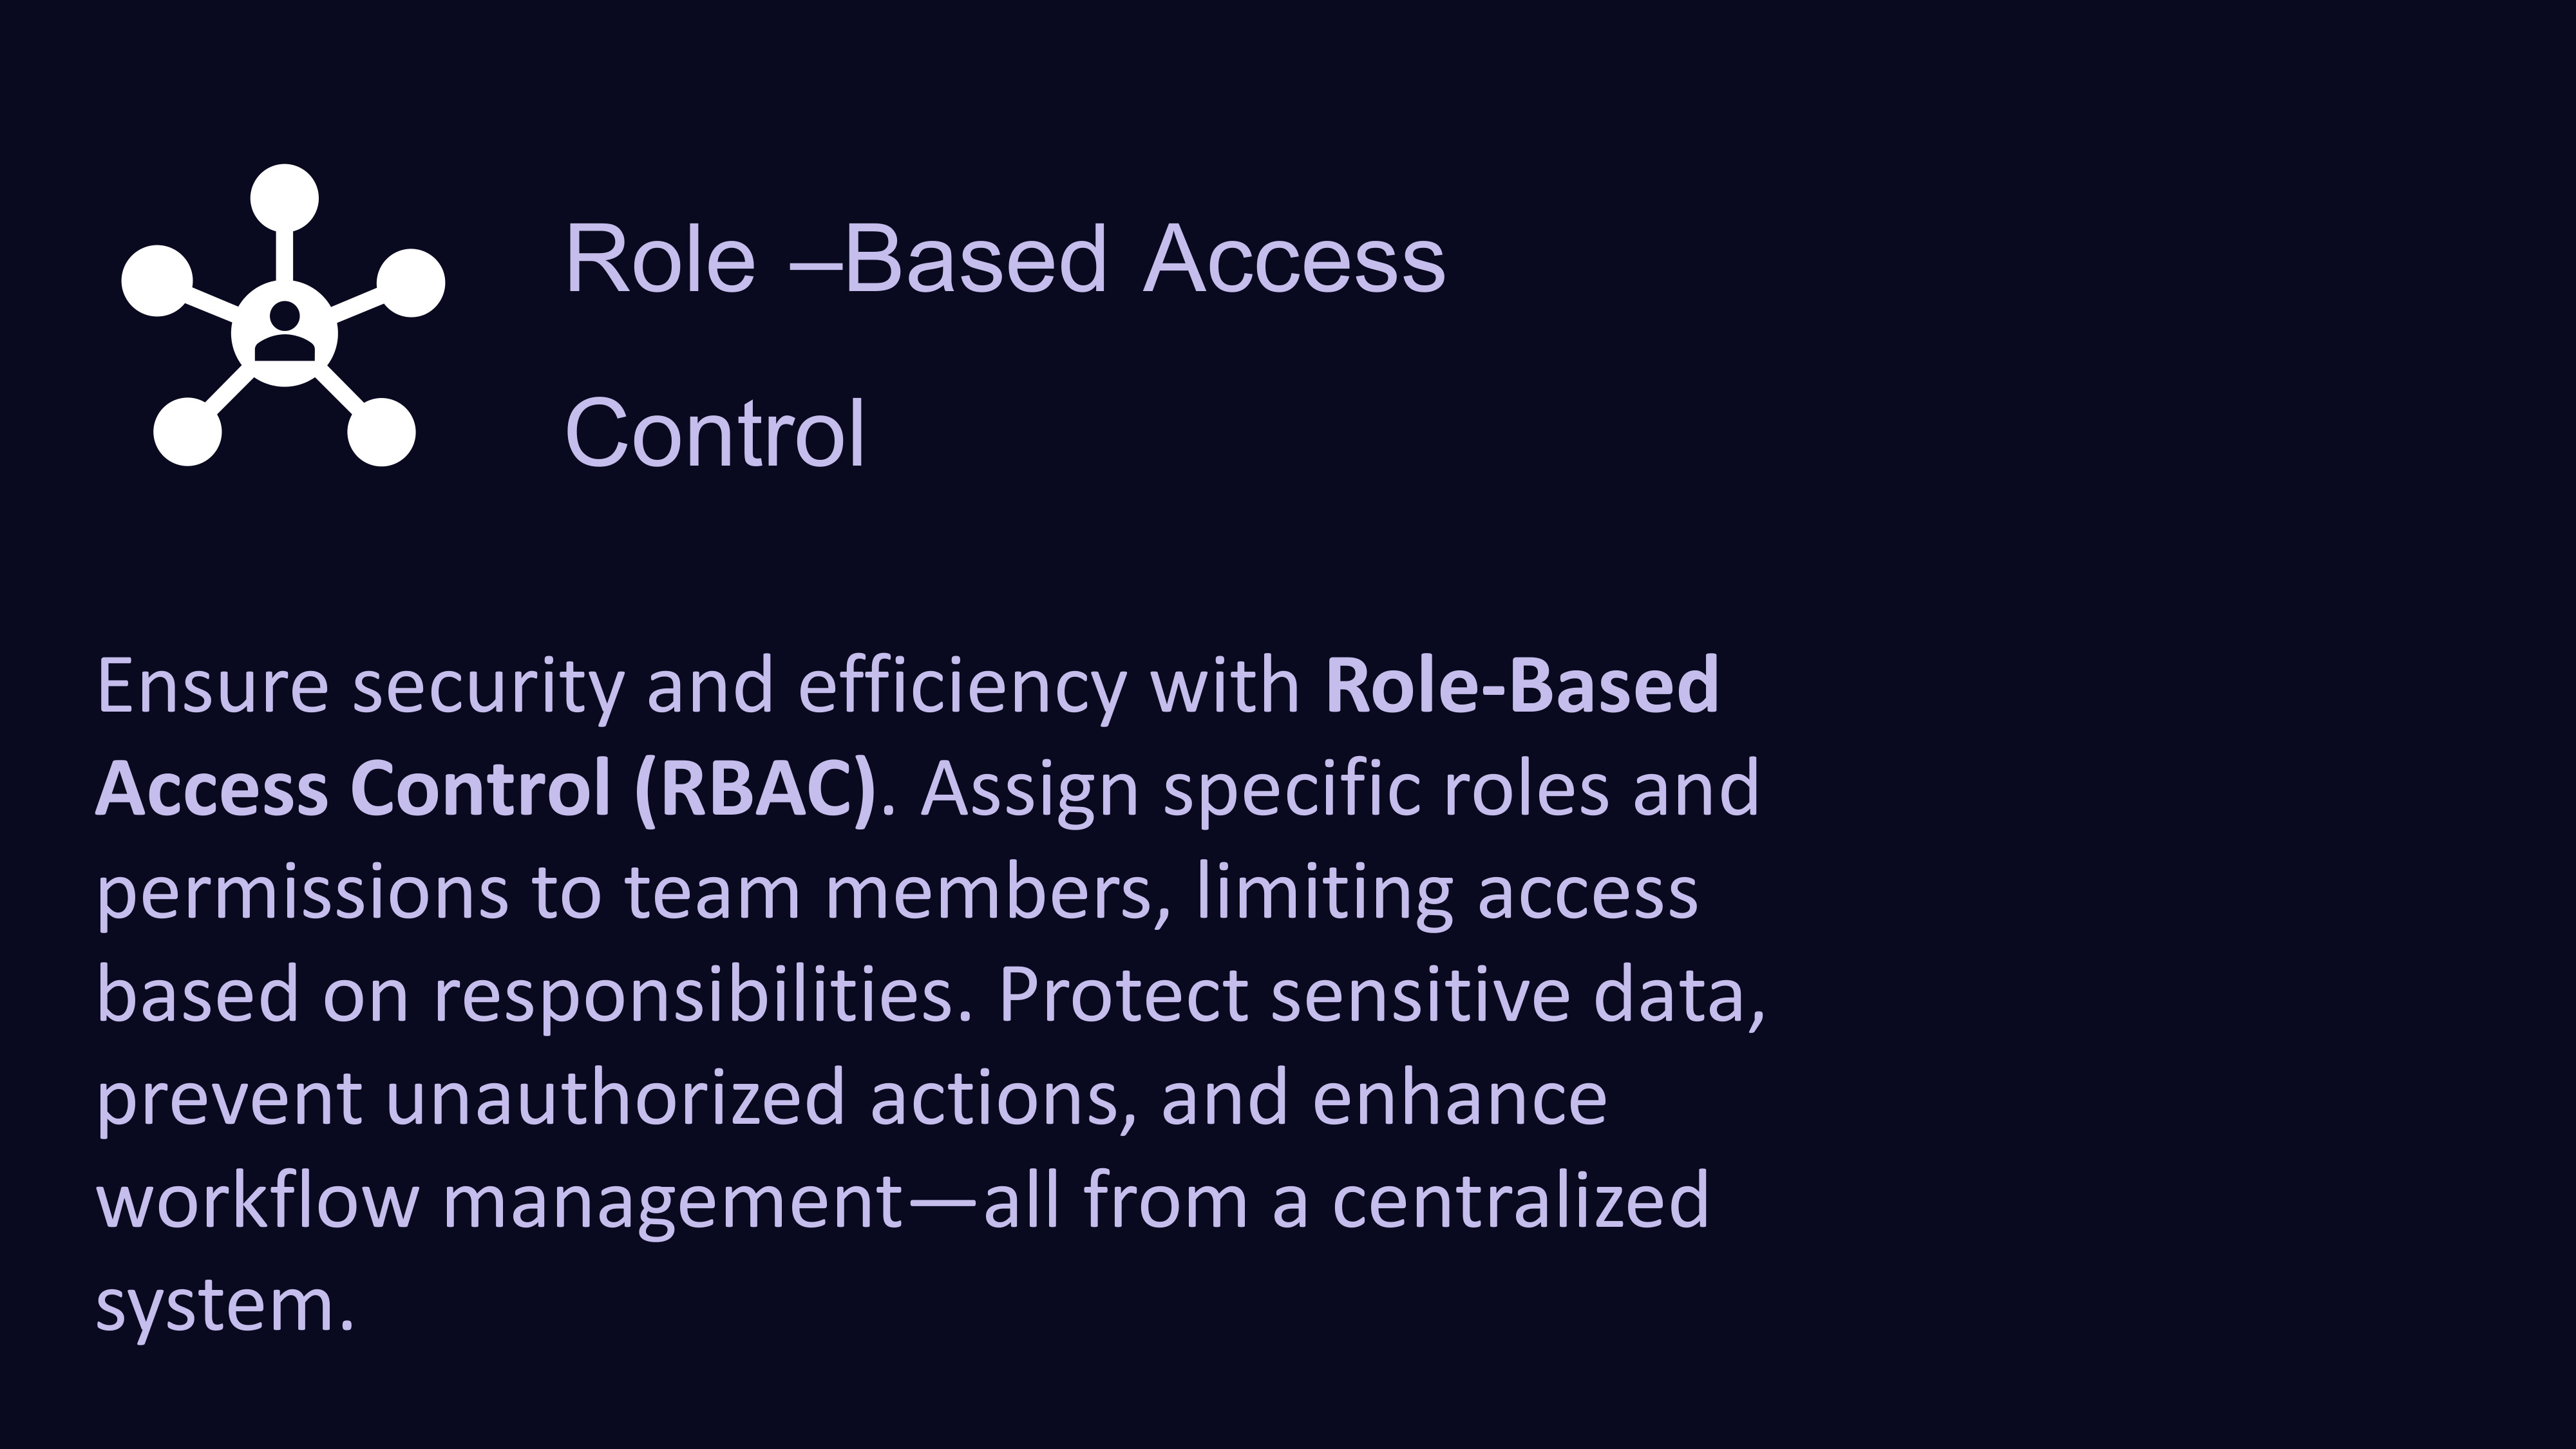 Role –Based Access
Control
Ensure security and efficiency with Role-Based
Access Control (RBAC). Assign specific roles and
permissions to team members, limiting access
based on responsibilities. Protect sensitive data,
prevent unauthorized actions, and enhance
workflow management—all from a centralized
system.